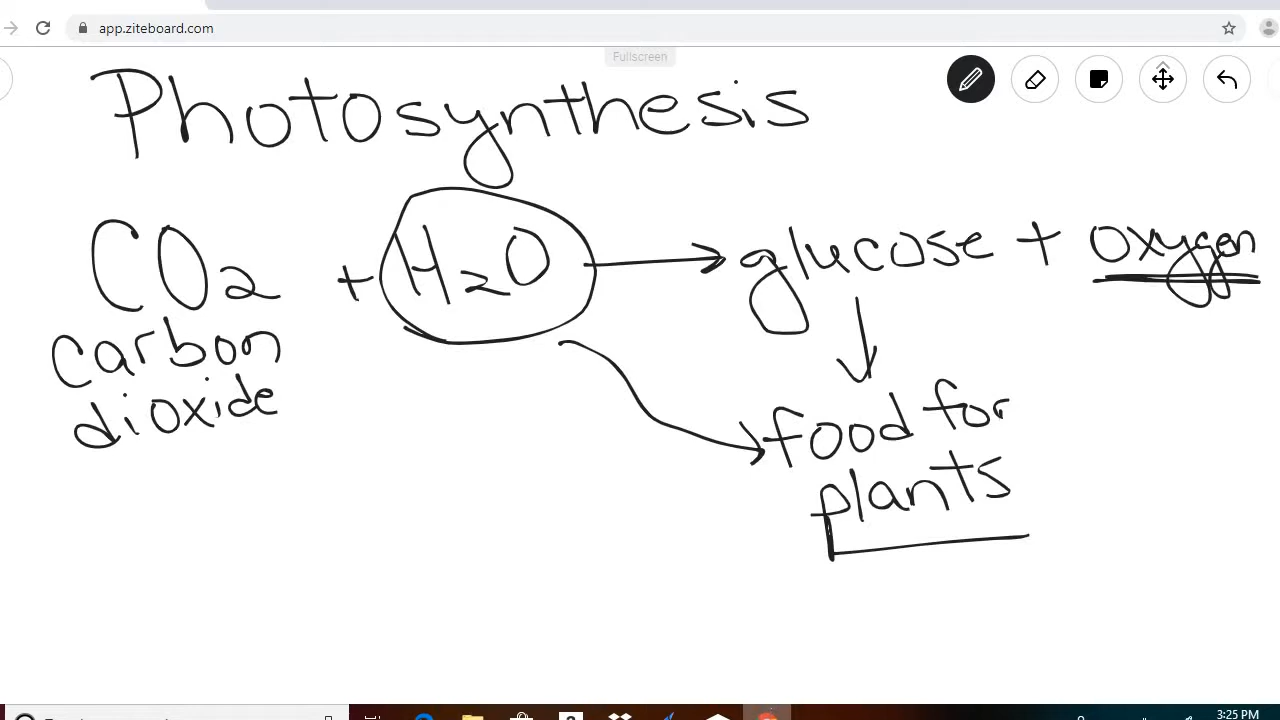 app.ziteboard.com
Fullscreen
Photosynthesis
CO₂ + H₂O → glucose + oxygen
carbon
dioxide
food for
plants
3:25 PM